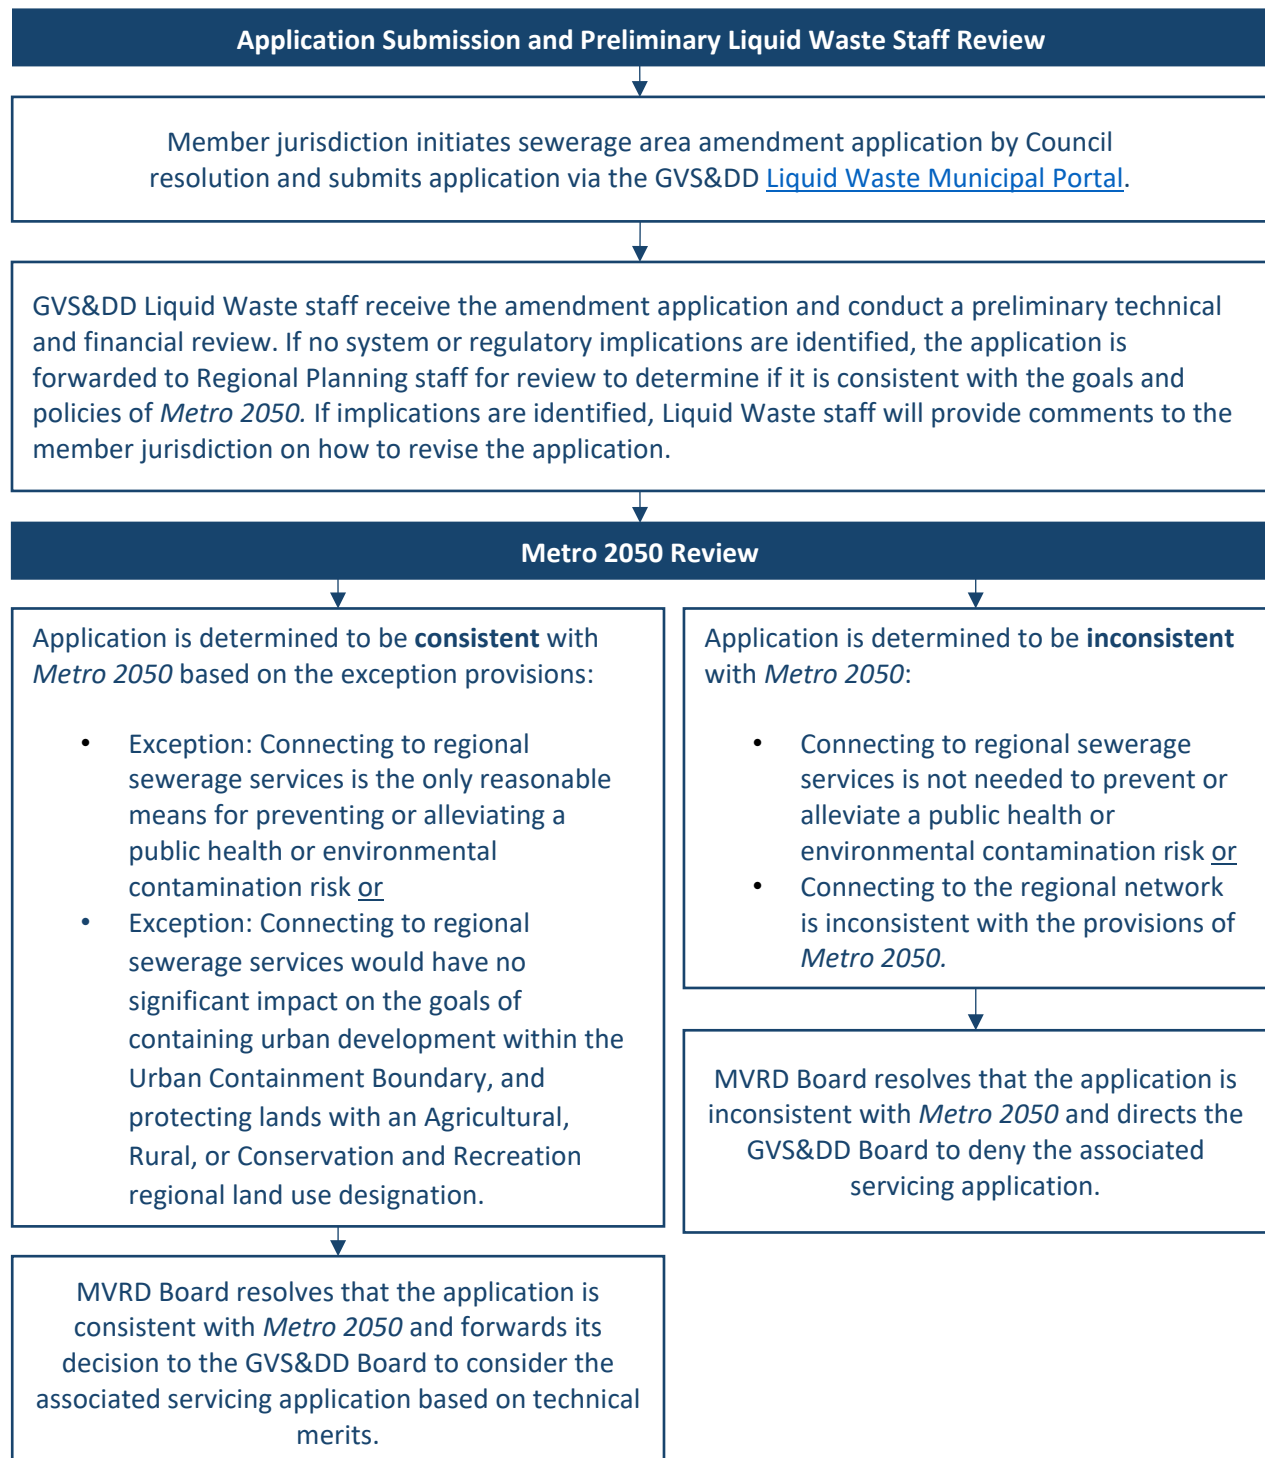 Application Submission and Preliminary Liquid Waste Staff Review
Member jurisdiction initiates sewerage area amendment application by Council
resolution and submits application via the GVS&DD Liquid Waste Municipal Portal.
GVS&DD Liquid Waste staff receive the amendment application and conduct a preliminary technical
and financial review. If no system or regulatory implications are identified, the application is
forwarded to Regional Planning staff for review to determine if it is consistent with the goals and
policies of Metro 2050. If implications are identified, Liquid Waste staff will provide comments to the
member jurisdiction on how to revise the application.
Metro 2050 Review
Application is determined to be consistent with
Metro 2050 based on the exception provisions:
• Exception: Connecting to regional
sewerage services is the only reasonable
means for preventing or alleviating a
public health or environmental
contamination risk or
• Exception: Connecting to regional
sewerage services would have no
significant impact on the goals of
containing urban development within the
Urban Containment Boundary, and
protecting lands with an Agricultural,
Rural, or Conservation and Recreation
regional land use designation.
MVRD Board resolves that the application is
consistent with Metro 2050 and forwards its
decision to the GVS&DD Board to consider the
associated servicing application based on technical
merits.
Application is determined to be inconsistent
with Metro 2050:
• Connecting to regional sewerage
services is not needed to prevent or
alleviate a public health or
environmental contamination risk or
• Connecting to the regional network
is inconsistent with the provisions of
Metro 2050.
MVRD Board resolves that the application is
inconsistent with Metro 2050 and directs the
GVS&DD Board to deny the associated
servicing application.